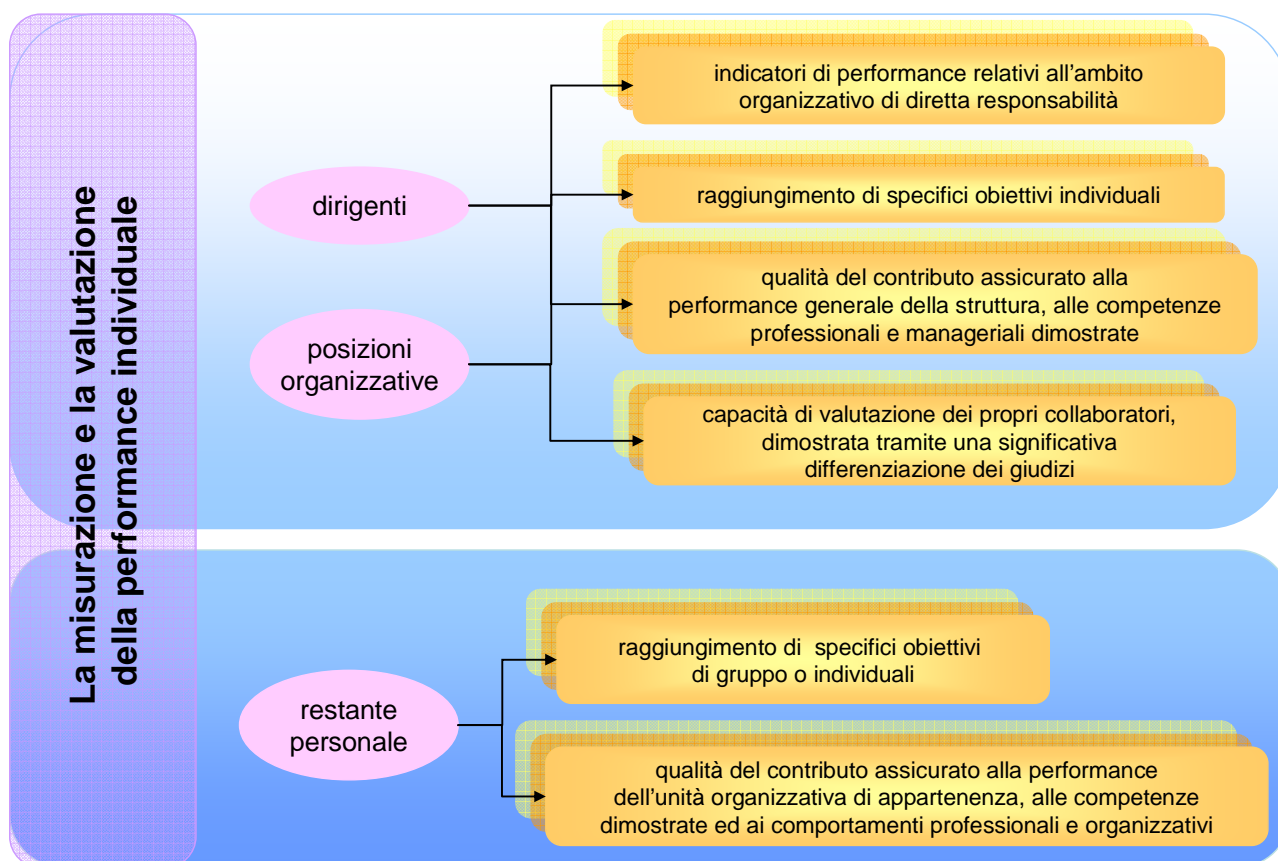 La misurazione e la valutazione
della performance individuale
dirigenti
indicatori di performance relativi all'ambito
organizzativo di diretta responsabilità
raggiungimento di specifici obiettivi individuali
qualità del contributo assicurato alla
performance generale della struttura, alle competenze
professionali e manageriali dimostrate
posizioni
organizzative
capacità di valutazione dei propri collaboratori,
dimostrata tramite una significativa
differenziazione dei giudizi
restante
personale
raggiungimento di specifici obiettivi
di gruppo o individuali
qualità del contributo assicurato alla performance
dell'unità organizzativa di appartenenza, alle competenze
dimostrate ed ai comportamenti professionali e organizzativi